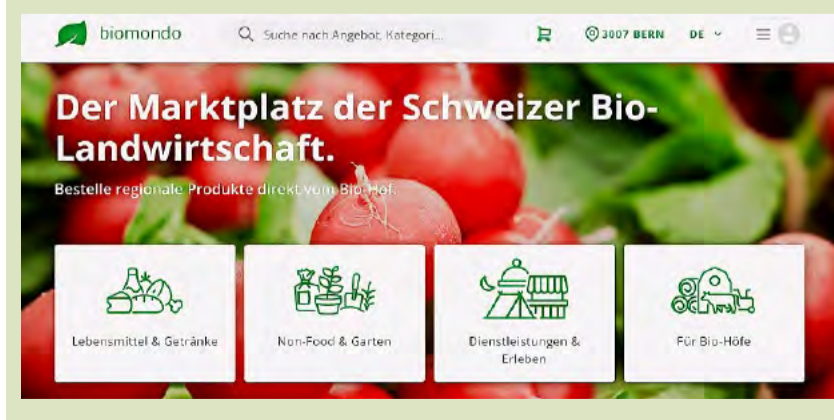 biomondo
Suche nach Angebot, Kategori...
3007 BERN
DE
Der Marktplatz der Schweizer Bio-
Landwirtschaft.
Bestelle regionale Produkte direkt vom Bio-Hof.
Lebensmittel & Getränke
Non-Food & Garten
Dienstleistungen &
Erleben
Für Bio-Höfe